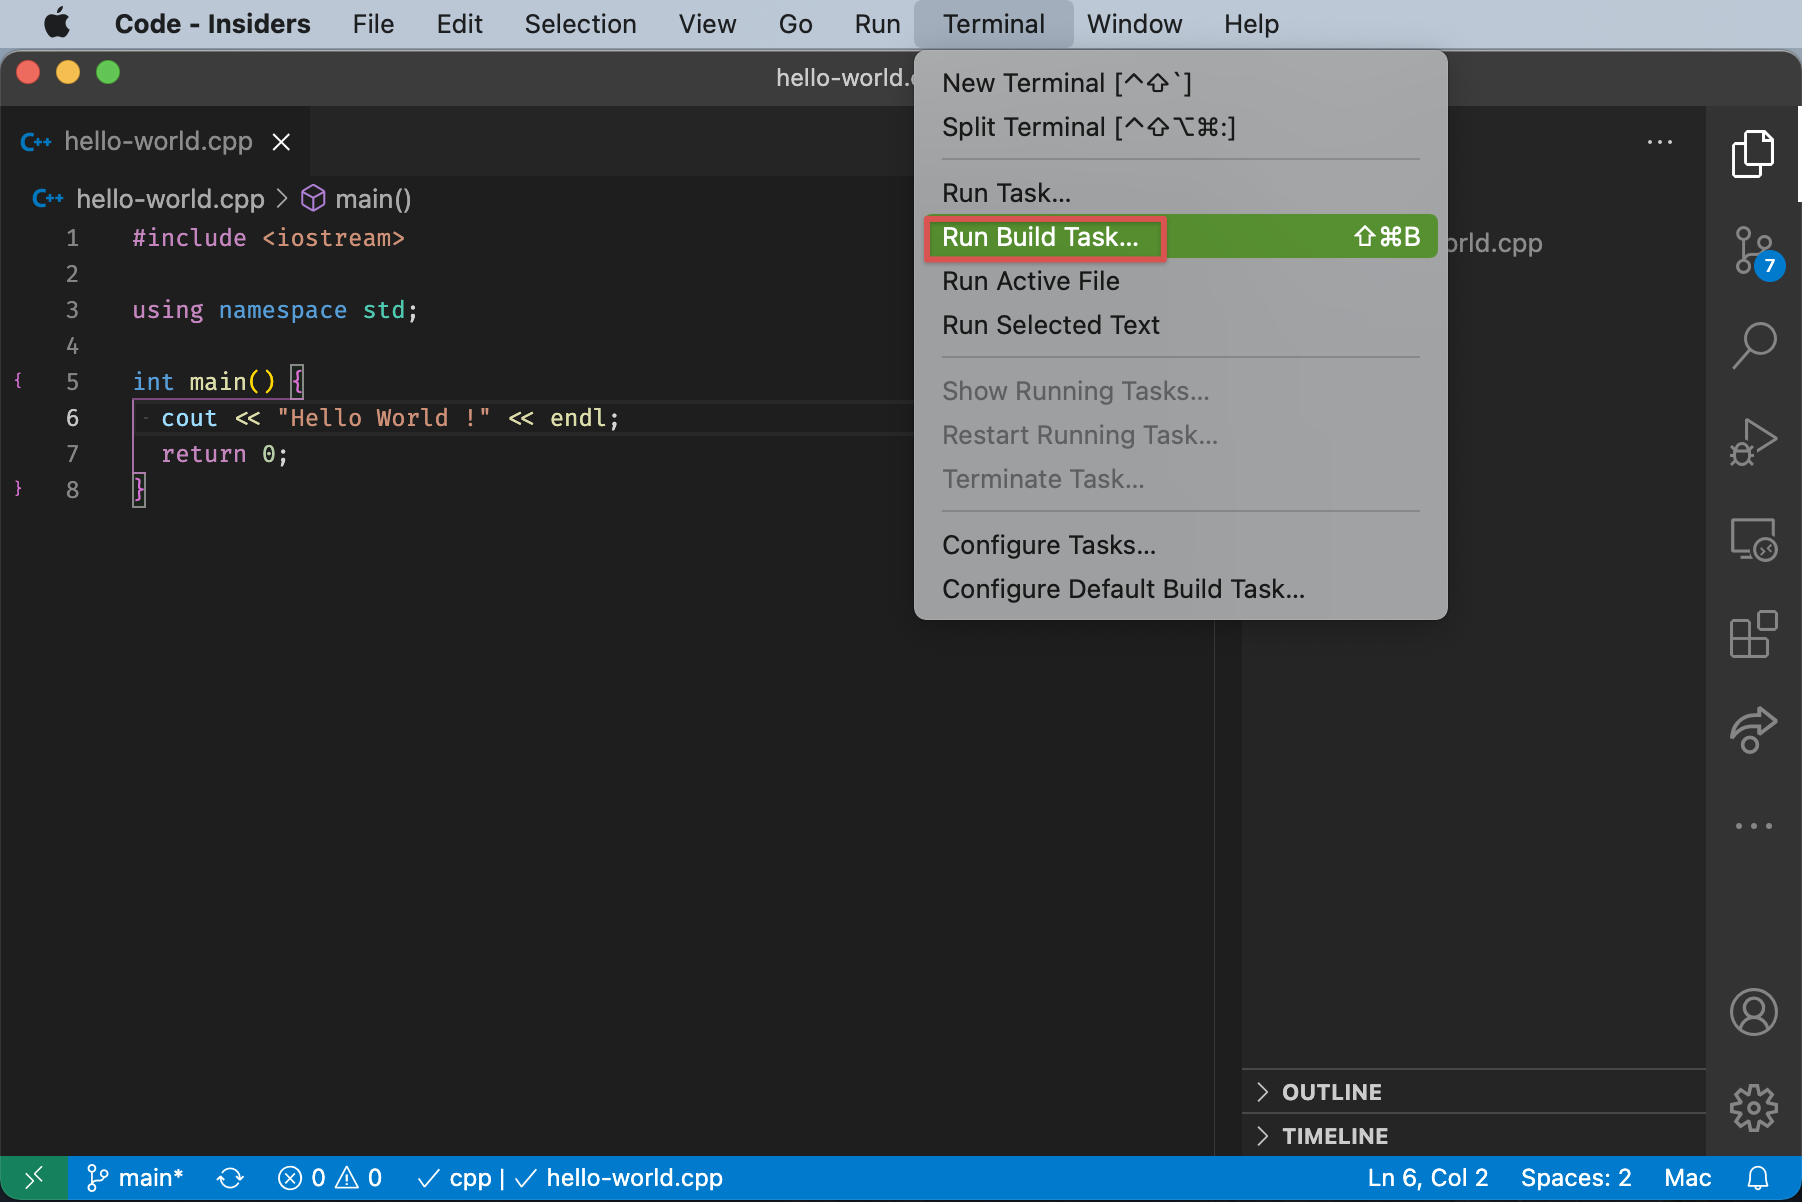 Code - Insiders File Edit Selection View Go Run Terminal Window Help
hello-world.c
New Terminal [^⇧`]
Split Terminal [^⇧⌥⌘:]
Run Task...
Run Build Task... ⇧⌘B
Run Active File
Run Selected Text
Show Running Tasks...
Restart Running Task...
Terminate Task...
Configure Tasks...
Configure Default Build Task...
C++ hello-world.cpp
C++ hello-world.cpp > main()
1 #include <iostream>
2
3 using namespace std;
4
{ 5 int main() {
6 cout << "Hello World !" << endl;
7 return 0;
} 8 }
orld.cpp
7
OUTLINE
TIMELINE
main* 0 0 ✓ cpp | ✓ hello-world.cpp Ln 6, Col 2 Spaces: 2 Mac